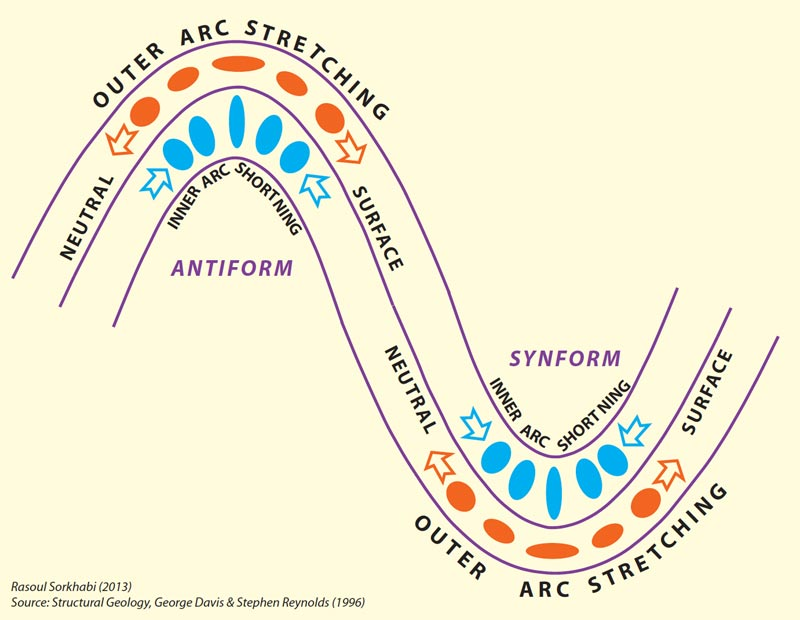 OUTER ARC STRETCHING
NEUTRAL SURFACE
INNER ARC SHORTNING
ANTIFORM
SYNFORM
INNER ARC SHORTNING
NEUTRAL SURFACE
OUTER ARC STRETCHING
Rasoul Sorkhabi (2013)
Source: Structural Geology, George Davis & Stephen Reynolds (1996)